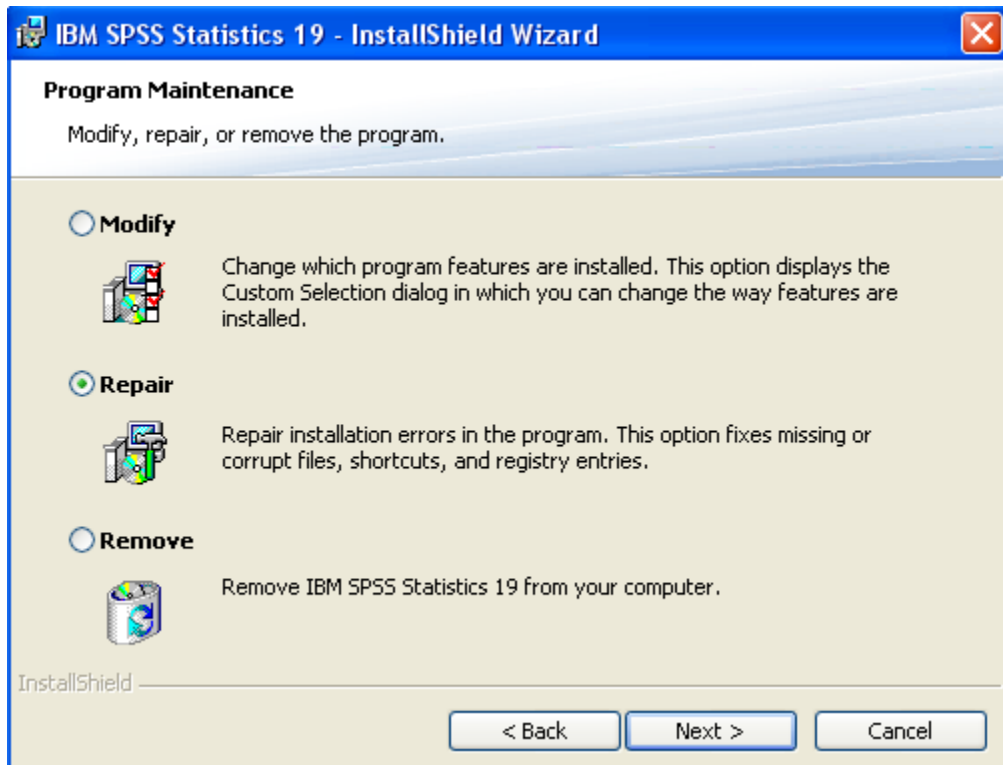 IBM SPSS Statistics 19 - InstallShield Wizard
Program Maintenance
Modify, repair, or remove the program.
Modify
Change which program features are installed. This option displays the
Custom Selection dialog in which you can change the way features are
installed.
Repair
Repair installation errors in the program. This option fixes missing or
corrupt files, shortcuts, and registry entries.
Remove
Remove IBM SPSS Statistics 19 from your computer.
InstallShield
< Back
Next >
Cancel